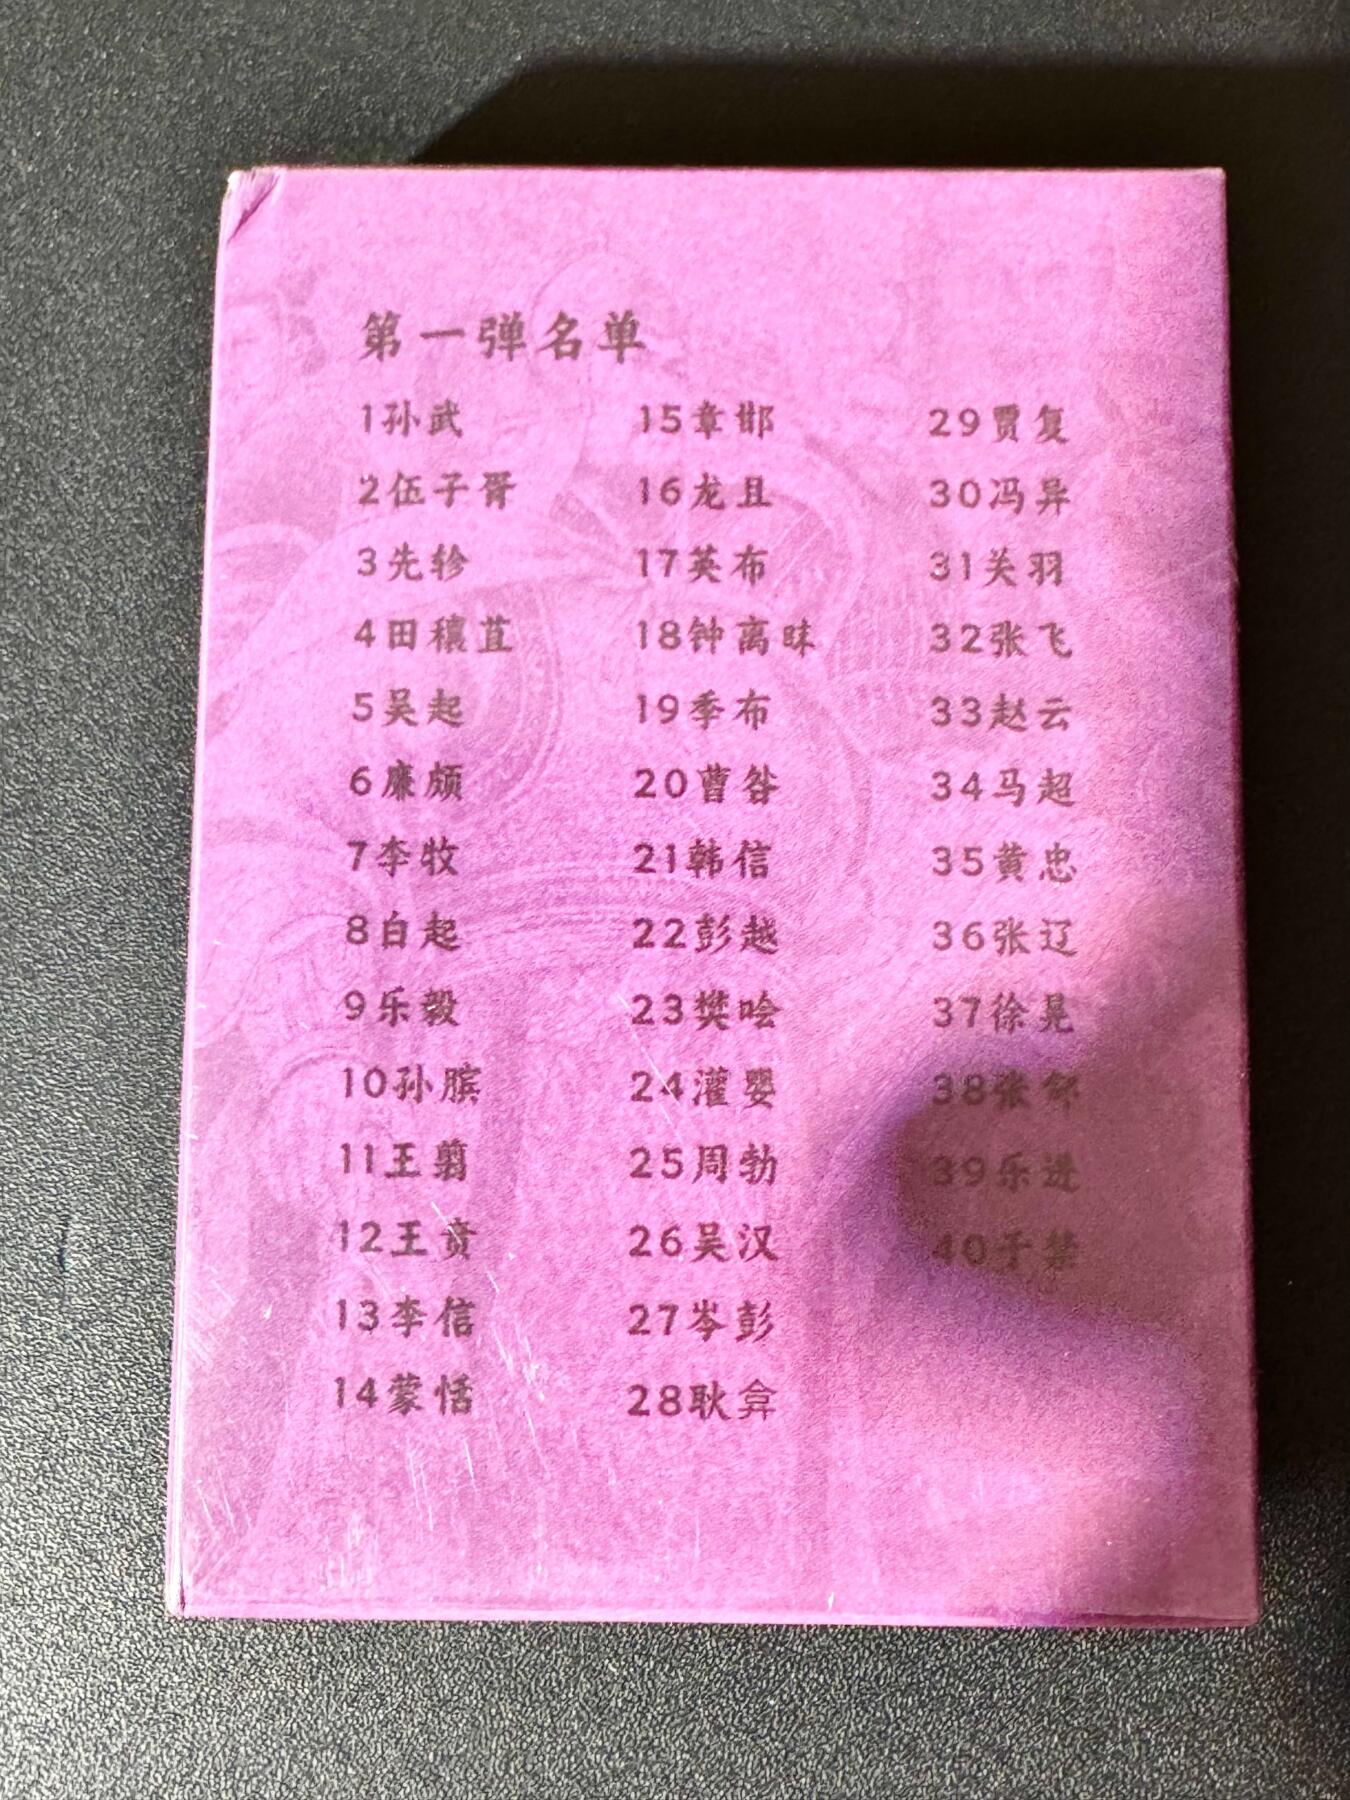 第一弹名单
1孙武
2伍子胥
3先轸
4田穰苴
5吴起
6廉颇
7李牧
8白起
9乐毅
10孙膑
11王翦
12王贲
13李信
14蒙恬
15章邯
16龙且
17英布
18钟离昧
19季布
20曹咎
21韩信
22彭越
23樊哙
24灌婴
25周勃
26吴汉
27岑彭
28耿弇
29贾复
30冯异
31关羽
32张飞
33赵云
34马超
35黄忠
36张辽
37徐晃
38张郃
39乐进
40于禁